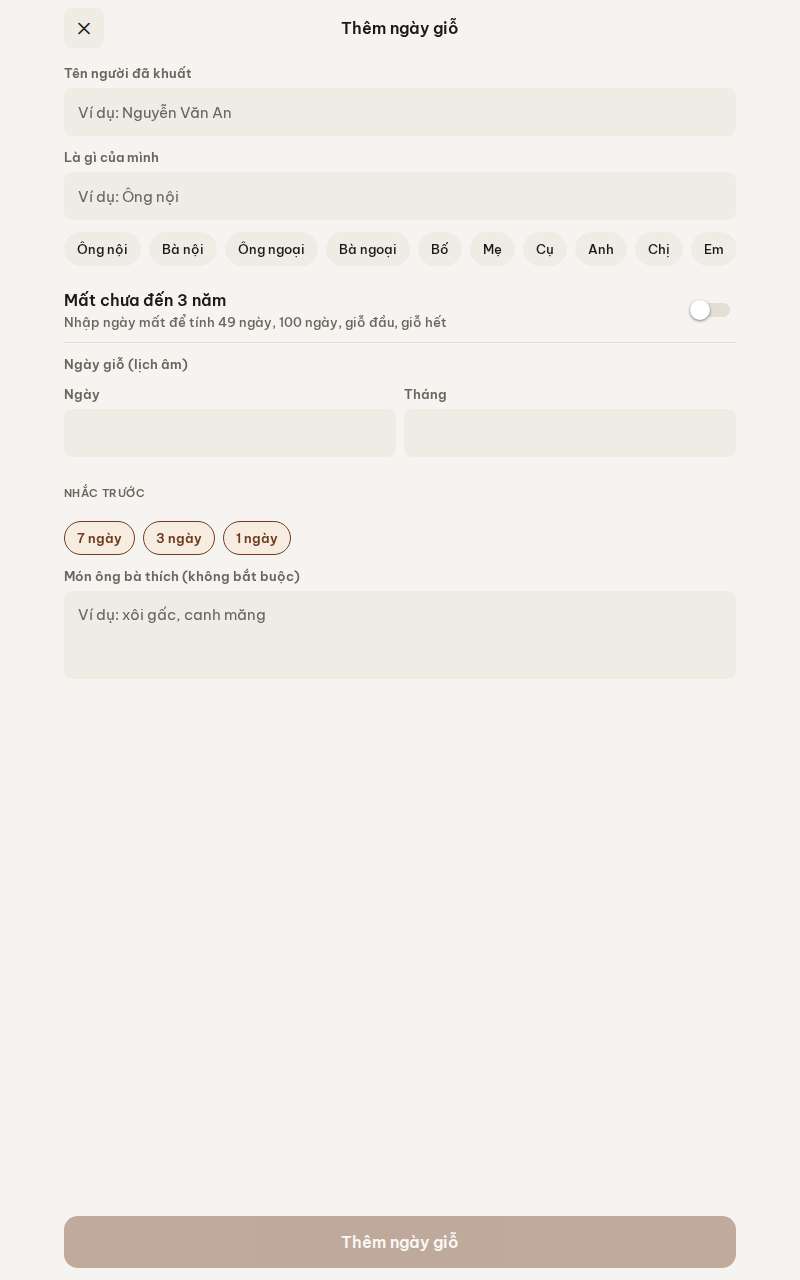 Thêm ngày giỗ
Tên người đã khuất
Ví dụ: Nguyễn Văn An
Là gì của mình
Ví dụ: Ông nội
Ông nội Bà nội Ông ngoại Bà ngoại Bố Mẹ Cụ Anh Chị Em
Mất chưa đến 3 năm
Nhập ngày mất để tính 49 ngày, 100 ngày, giỗ đầu, giỗ hết
Ngày giỗ (lịch âm)
Ngày Tháng
NHẮC TRƯỚC
7 ngày 3 ngày 1 ngày
Món ông bà thích (không bắt buộc)
Ví dụ: xôi gấc, canh măng
Thêm ngày giỗ